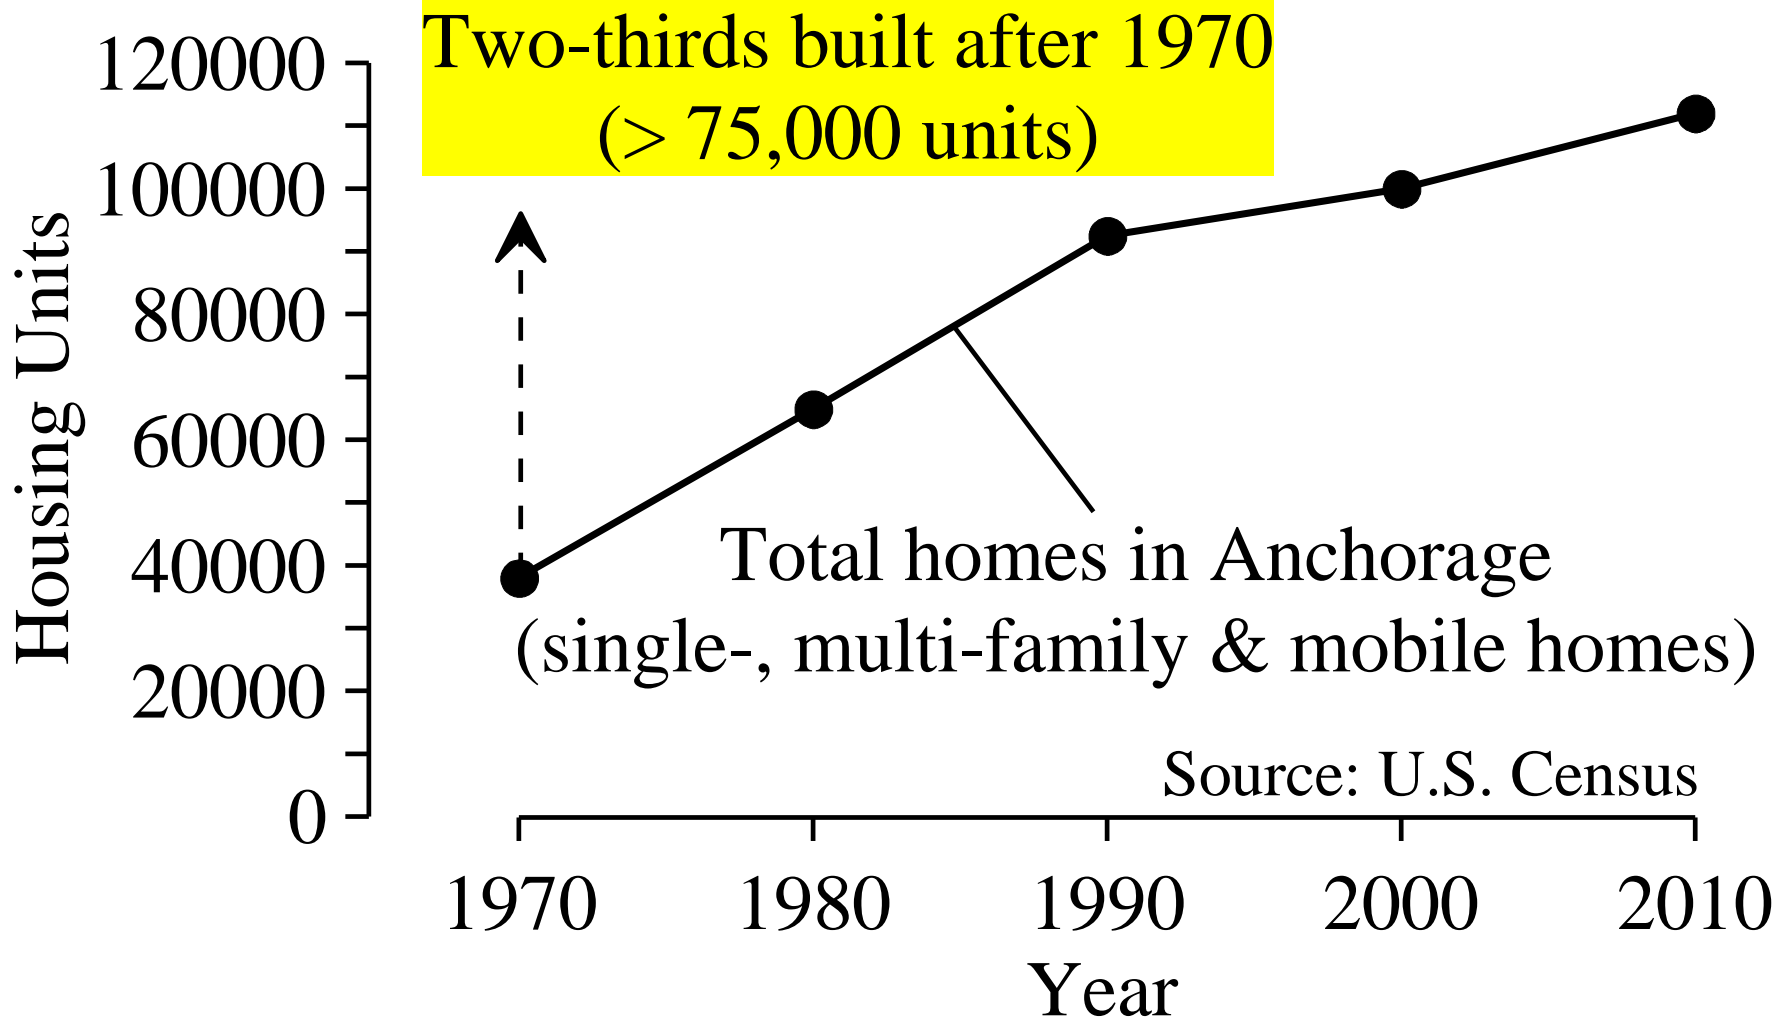 Two-thirds built after 1970
(> 75,000 units)
120000
100000
80000
60000
40000
20000
0
Housing Units
Total homes in Anchorage
(single-, multi-family & mobile homes)
Source: U.S. Census
1970 1980 1990 2000 2010
Year